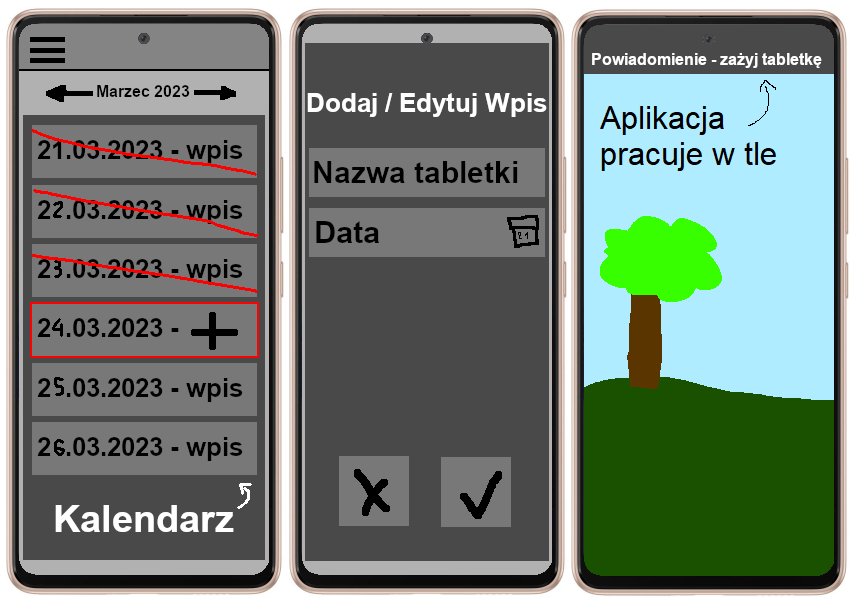 Marzec 2023
21.03.2023 - wpis
22.03.2023 - wpis
23.03.2023 - wpis
24.03.2023 - +
25.03.2023 - wpis
26.03.2023 - wpis
Kalendarz
Dodaj / Edytuj Wpis
Nazwa tabletki
Data
21
Powiadomienie - zażyj tabletkę
Aplikacja
pracuje w tle